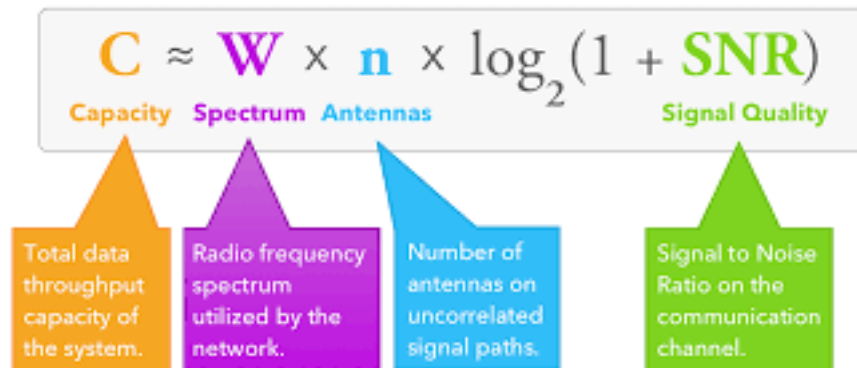 C ≈ W x n x log₂(1 + SNR)
Capacity Spectrum Antennas Signal Quality
Total data
throughput
capacity of
the system.
Radio frequency
spectrum
utilized by the
network.
Number of
antennas on
uncorrelated
signal paths.
Signal to Noise
Ratio on the
communication
channel.